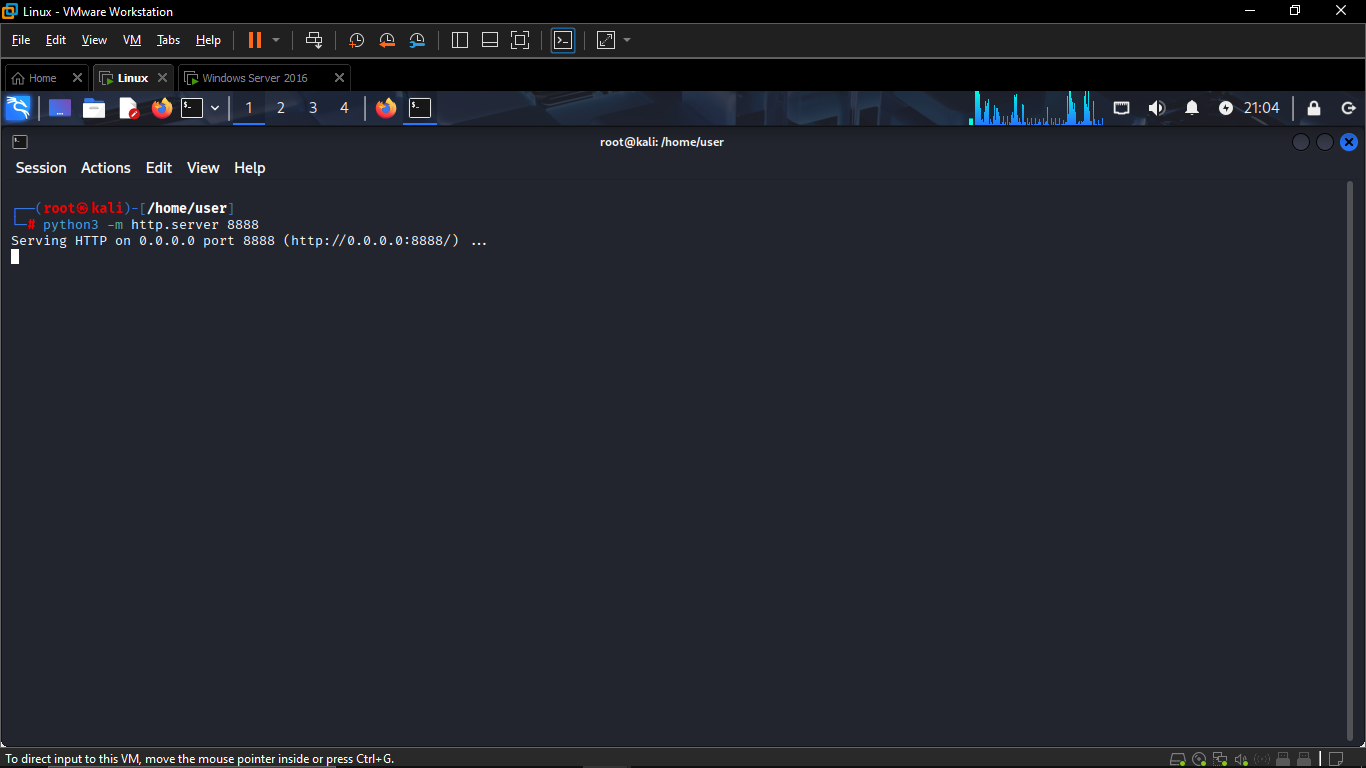 Linux - VMware Workstation
File Edit View VM Tabs Help
Home Linux Windows Server 2016
1 2 3 4 21:04
root@kali: /home/user
Session Actions Edit View Help
┌──(root㉿kali)-[/home/user]
└─# python3 -m http.server 8888
Serving HTTP on 0.0.0.0 port 8888 (http://0.0.0.0:8888/) ...
To direct input to this VM, move the mouse pointer inside or press Ctrl+G.